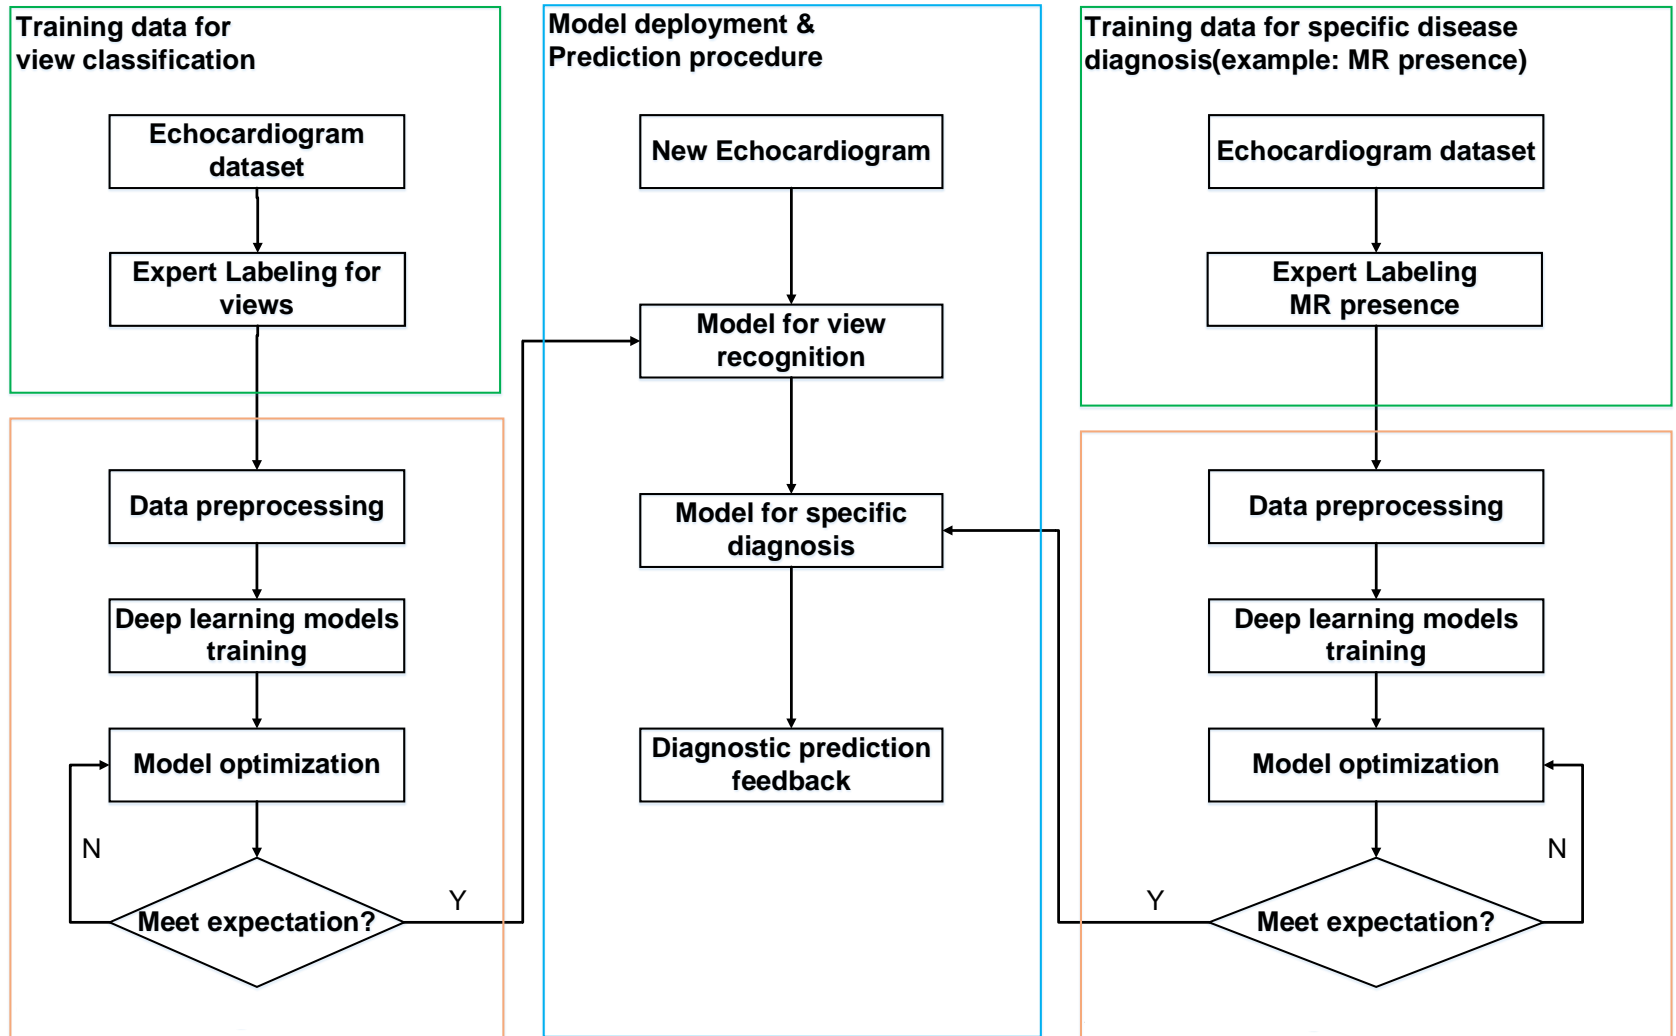 Training data for
view classification
Echocardiogram
dataset
Expert Labeling for
views
Data preprocessing
Deep learning models
training
Model optimization
N
Meet expectation?
Y
Model deployment &
Prediction procedure
New Echocardiogram
Model for view
recognition
Model for specific
diagnosis
Diagnostic prediction
feedback
Training data for specific disease
diagnosis(example: MR presence)
Echocardiogram dataset
Expert Labeling
MR presence
Data preprocessing
Deep learning models
training
Model optimization
N
Y
Meet expectation?